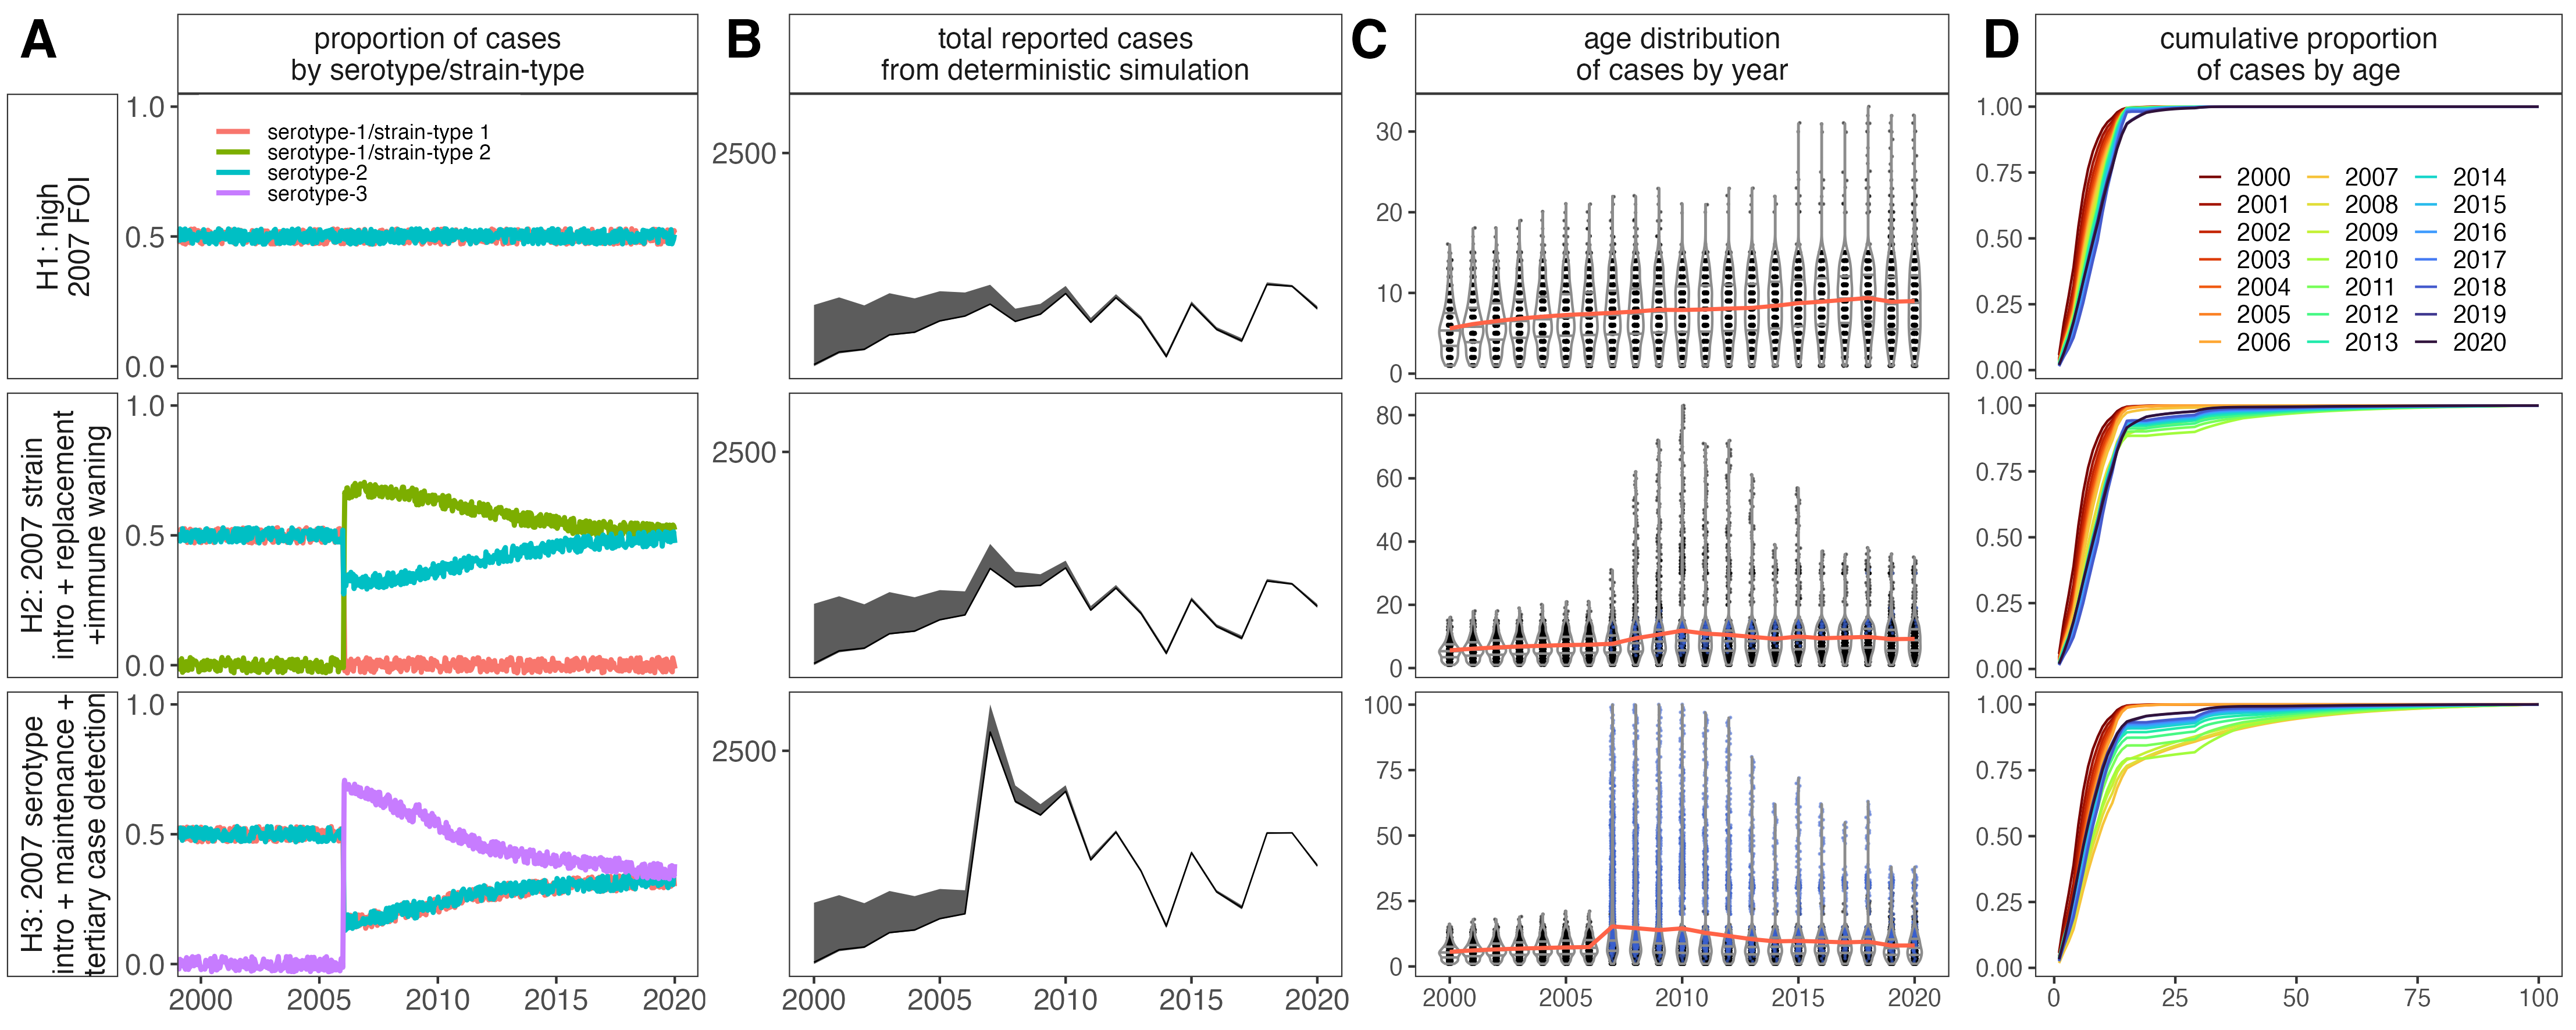 A
proportion of cases
by serotype/strain-type
B
total reported cases
from deterministic simulation
C
age distribution
of cases by year
D
cumulative proportion
of cases by age
H1: high
2007 FOI
1.0
0.5
0.0
serotype-1/strain-type 1
serotype-1/strain-type 2
serotype-2
serotype-3
2500
30
20
10
0
1.00
0.75
0.50
0.25
0.00
2000
2001
2002
2003
2004
2005
2006
2007
2008
2009
2010
2011
2012
2013
2014
2015
2016
2017
2018
2019
2020
H2: 2007 strain
intro + replacement
+immune waning
1.0
0.5
0.0
2500
80
60
40
20
0
1.00
0.75
0.50
0.25
0.00
H3: 2007 serotype
intro + maintenance +
tertiary case detection
1.0
0.5
0.0
2500
100
75
50
25
0
1.00
0.75
0.50
0.25
0.00
2000 2005 2010 2015 2020
2000 2005 2010 2015 2020
2000 2005 2010 2015 2020
0 25 50 75 100